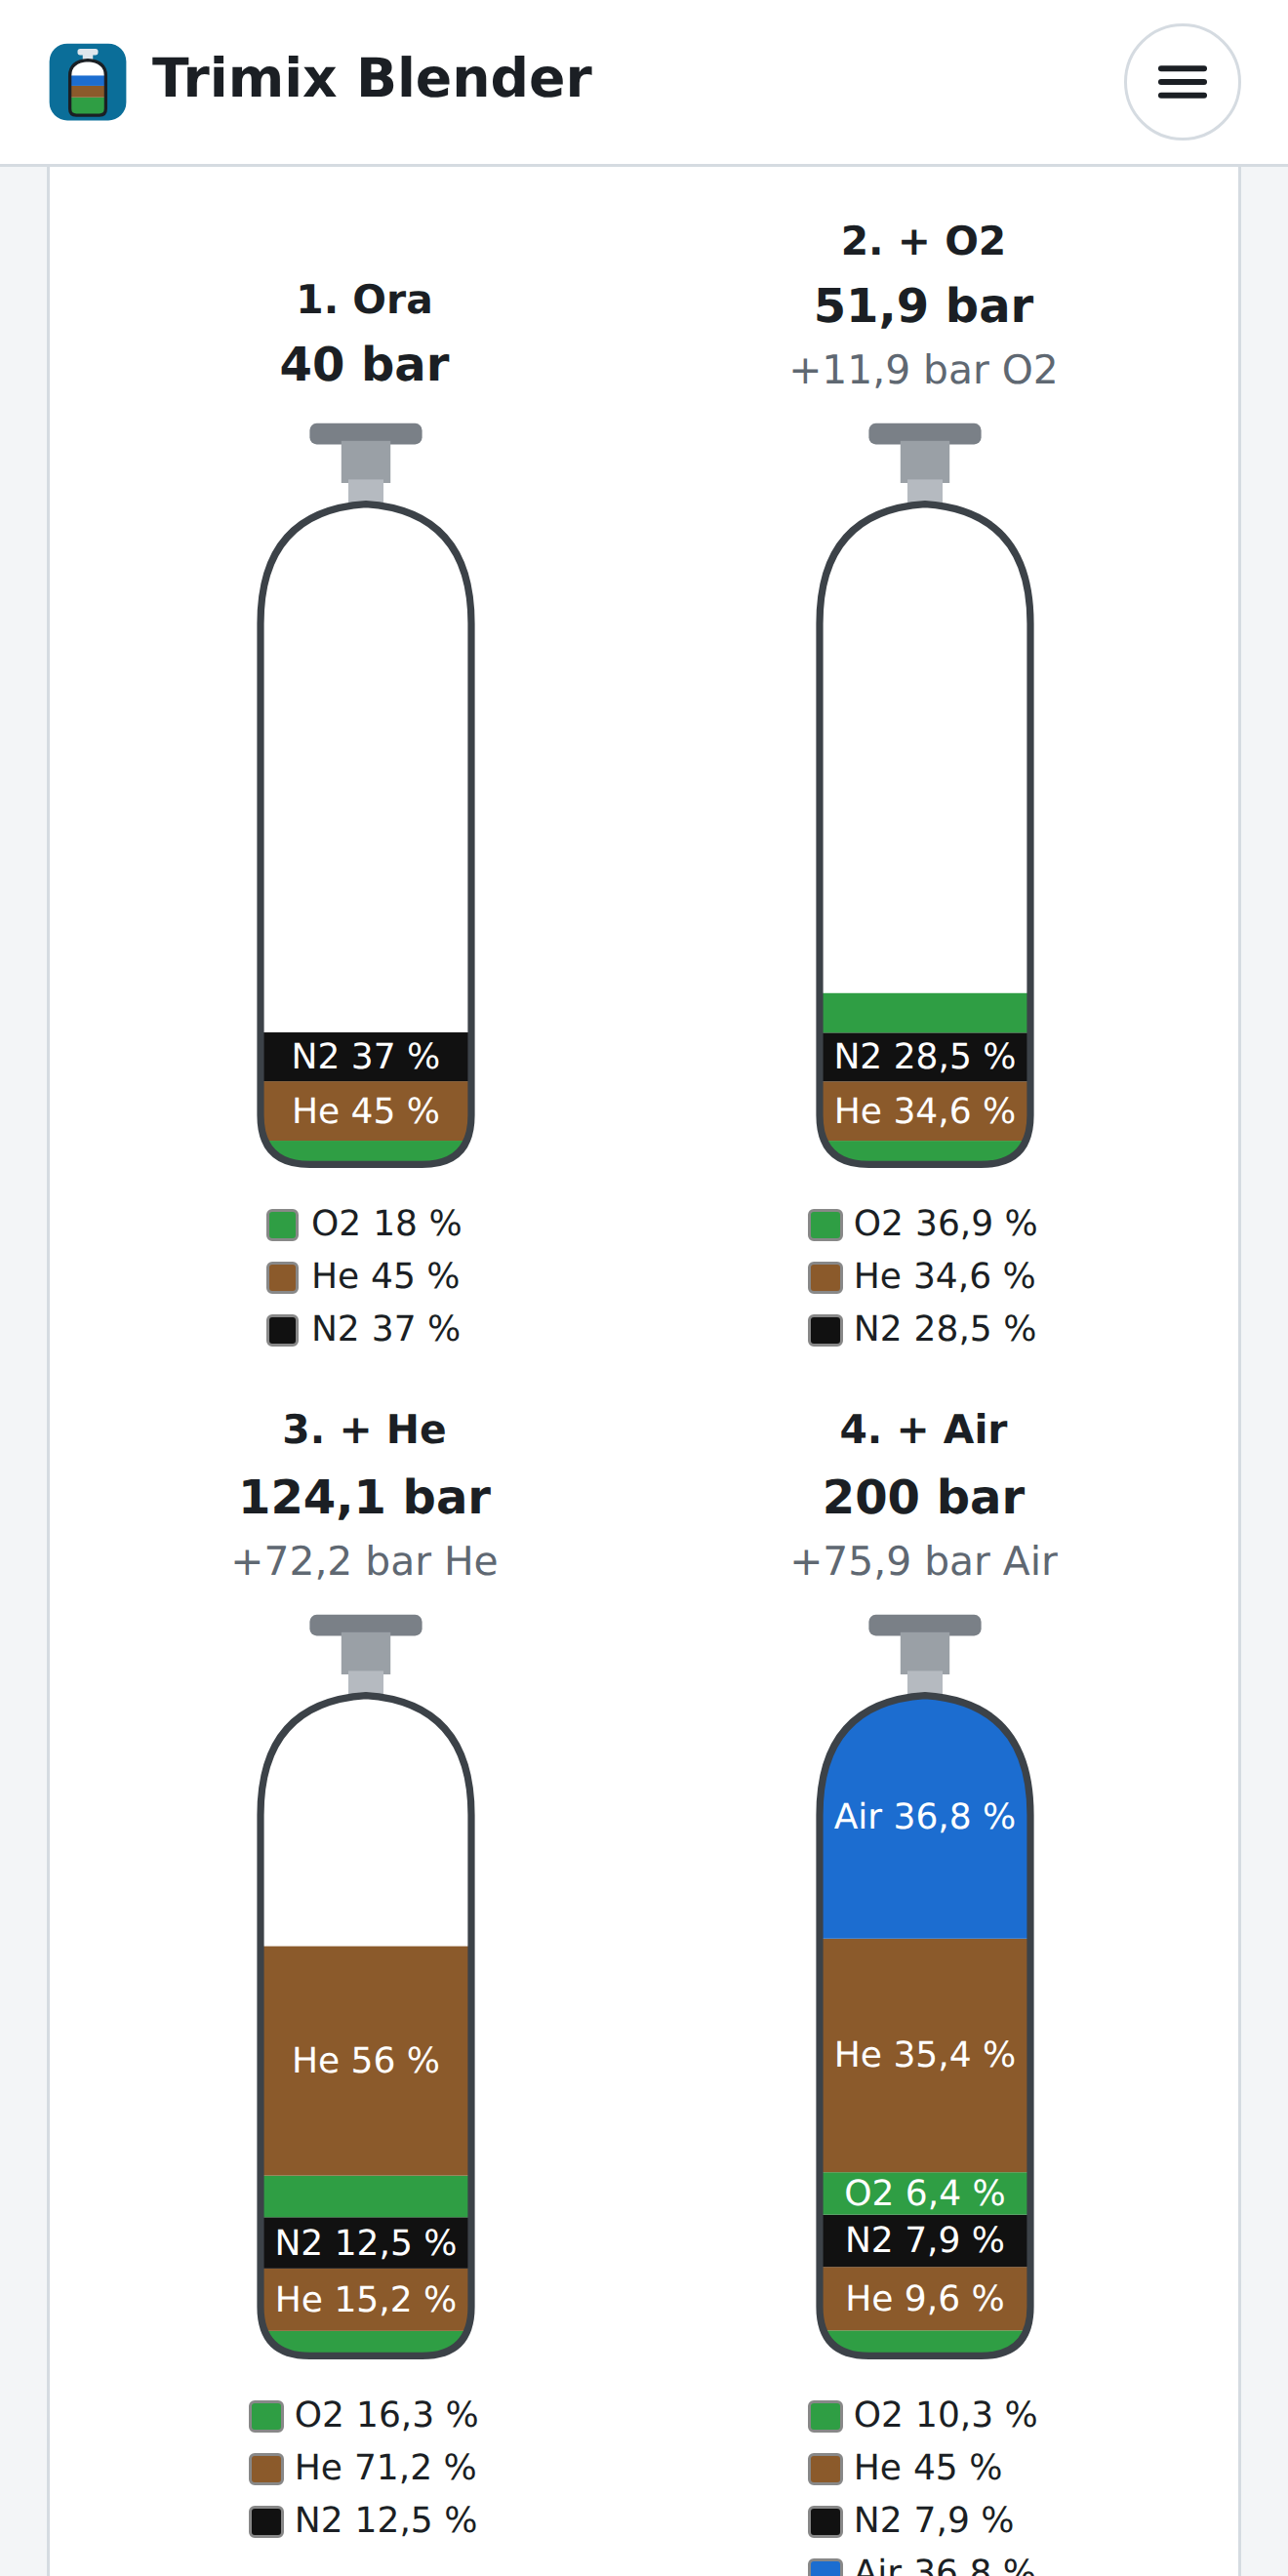 Trimix Blender
1. Ora
40 bar
N2 37 %
He 45 %
O2 18 %
He 45 %
N2 37 %
2. + O2
51,9 bar
+11,9 bar O2
N2 28,5 %
He 34,6 %
O2 36,9 %
He 34,6 %
N2 28,5 %
3. + He
124,1 bar
+72,2 bar He
He 56 %
N2 12,5 %
He 15,2 %
O2 16,3 %
He 71,2 %
N2 12,5 %
4. + Air
200 bar
+75,9 bar Air
Air 36,8 %
He 35,4 %
O2 6,4 %
N2 7,9 %
He 9,6 %
O2 10,3 %
He 45 %
N2 7,9 %
Air 36,8 %